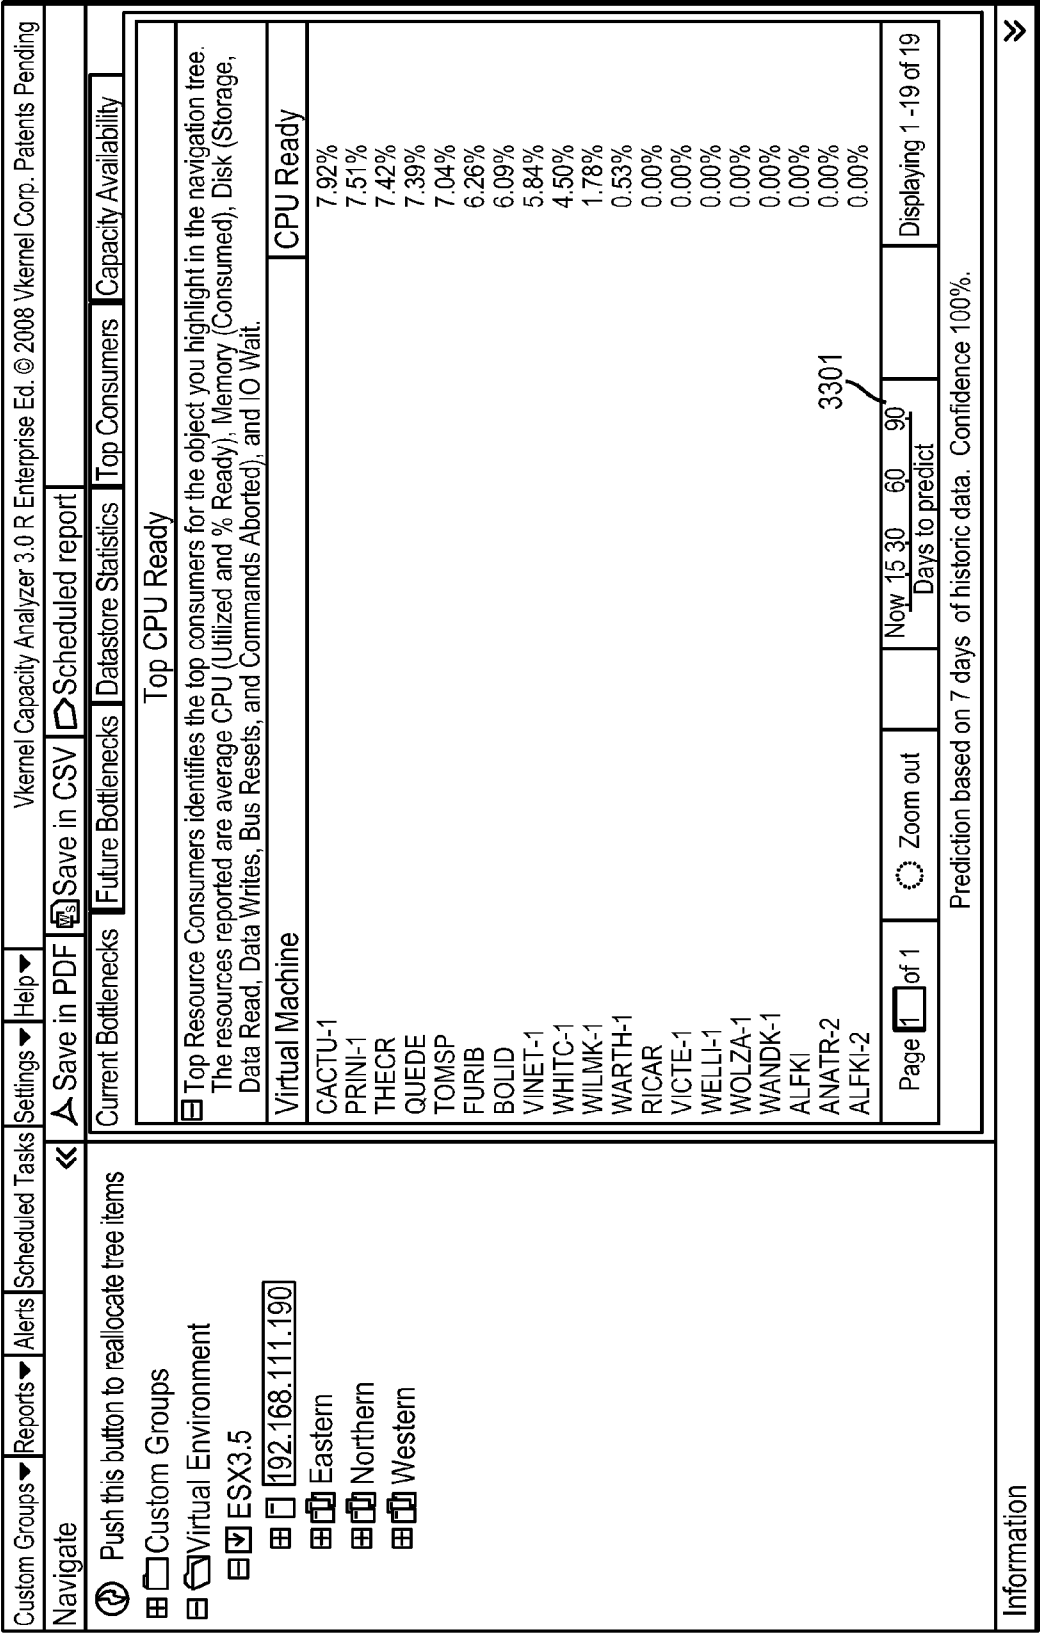 Custom Groups Reports Alerts Scheduled Tasks Settings Help Vkernel Capacity Analyzer 3.0 R Enterprise Ed. © 2008 Vkernel Corp. Patents Pending
Navigate
Push this button to reallocate tree items
Custom Groups
Virtual Environment
ESX3.5
192.168.111.190
Eastern
Northern
Western
Save in PDF Save in CSV Scheduled report
Current Bottlenecks Future Bottlenecks Datastore Statistics Top Consumers Capacity Availability
Top CPU Ready
Top Resource Consumers identifies the top consumers for the object you highlight in the navigation tree.
The resources reported are average CPU (Utilized and % Ready), Memory (Consumed), Disk (Storage,
Data Read, Data Writes, Bus Resets, and Commands Aborted), and IO Wait.
Virtual Machine CPU Ready
CACTU-1 7.92%
PRINI-1 7.51%
THECR 7.42%
QUEDE 7.39%
TOMSP 7.04%
FURIB 6.26%
BOLID 6.09%
VINET-1 5.84%
WHITC-1 4.50%
WILMK-1 1.78%
WARTH-1 0.53%
RICAR 0.00%
VICTE-1 0.00%
WELLI-1 0.00%
WOLZA-1 0.00%
WANDK-1 0.00%
ALFKI 0.00%
ANATR-2 0.00%
ALFKI-2 0.00%
3301
Page 1 of 1 Zoom out Now 15 30 60 90 Displaying 1 -19 of 19
Days to predict
Prediction based on 7 days of historic data. Confidence 100%.
Information